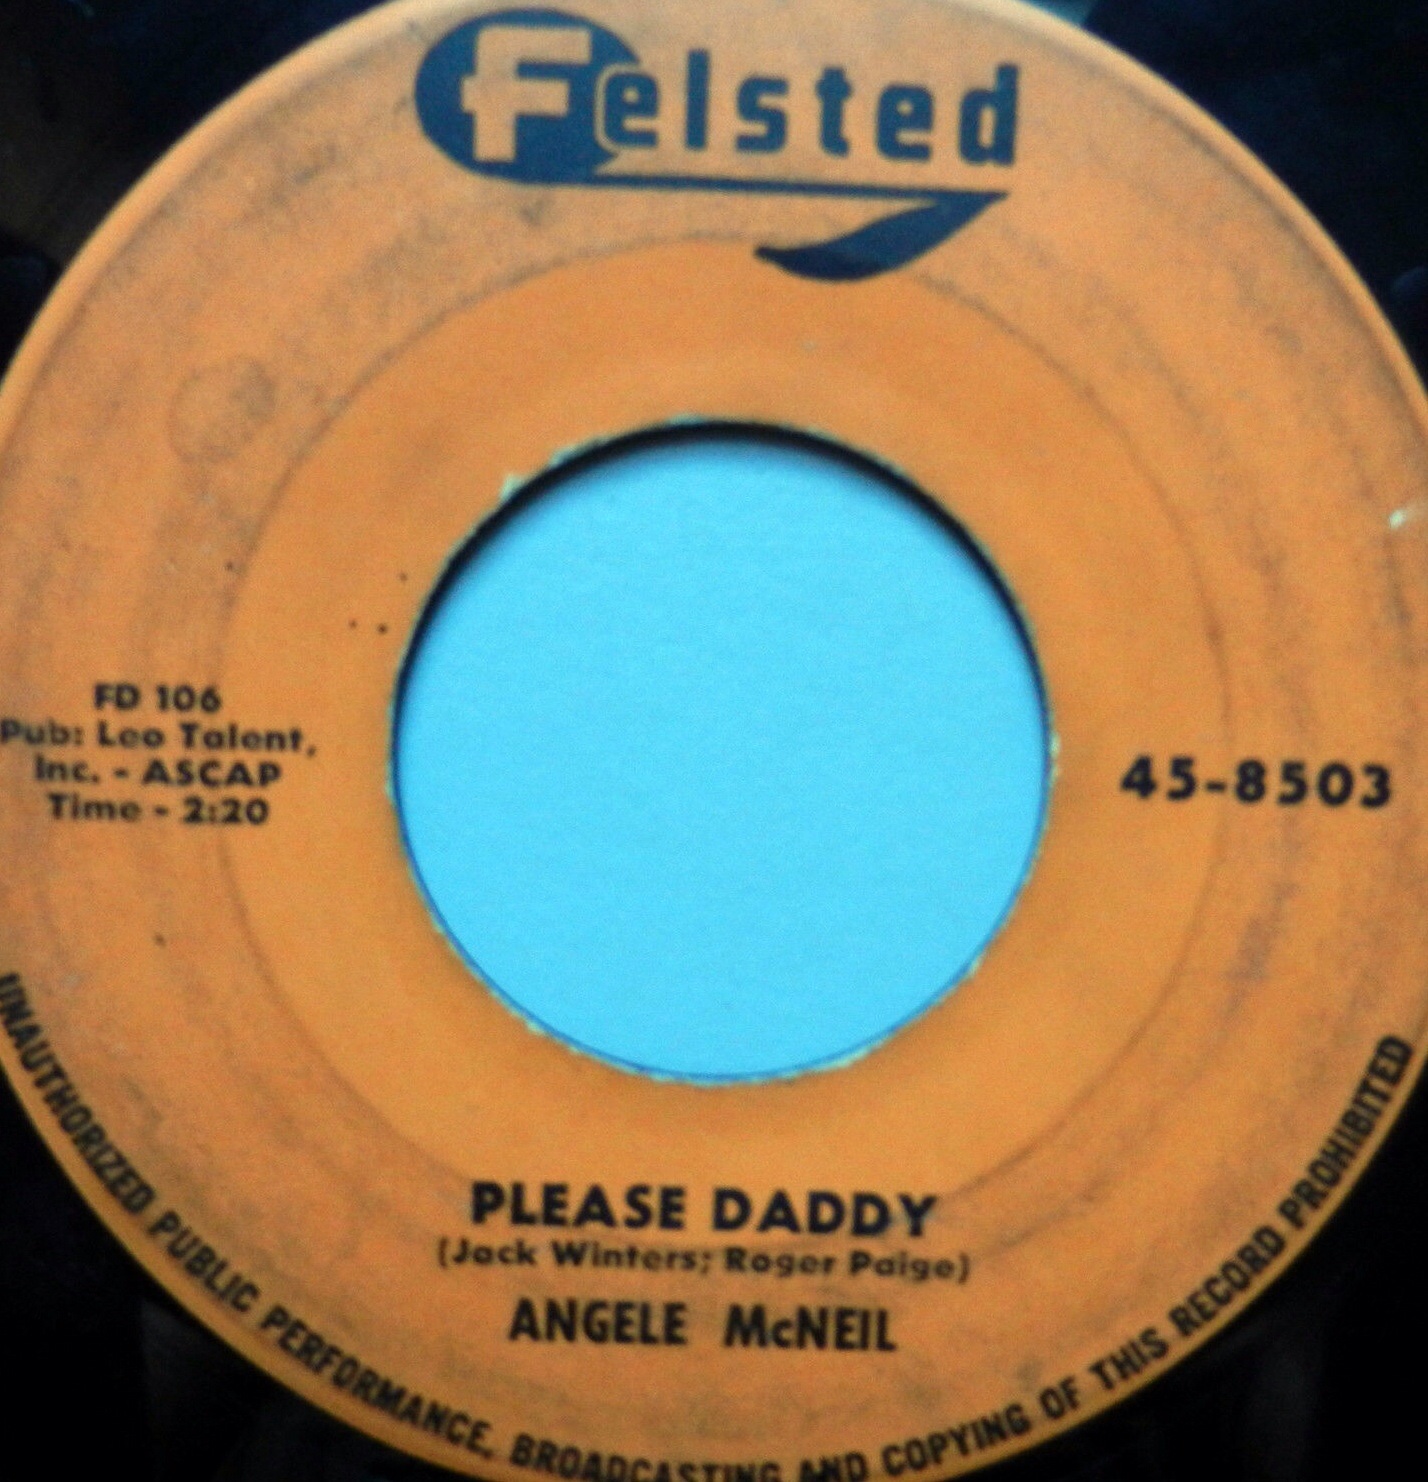 Felsted
FD 106
Pub: Leo Talent,
Inc. - ASCAP
Time - 2:20
45-8503
PLEASE DADDY
(Jack Winters; Roger Paige)
ANGELE McNEIL
UNAUTHORIZED PUBLIC PERFORMANCE, BROADCASTING AND COPYING OF THIS RECORD PROHIBITED